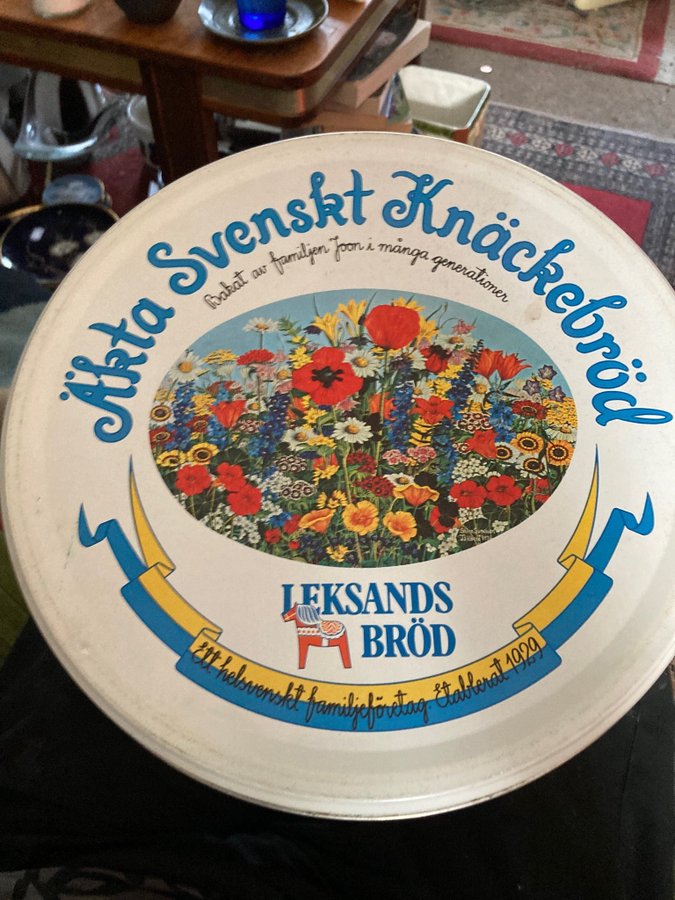 Äkta Svenskt Knäckebröd
Bakat av familjen Joon i många generationer
LEKSANDS
BRÖD
Ett helsvenskt familjeföretag. Etablerat 1929